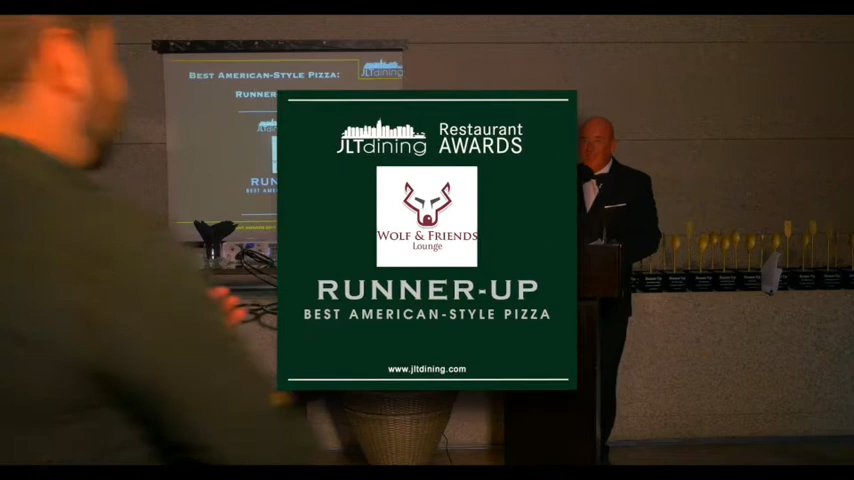 BEST AMERICAN-STYLE PIZZA:
JLTdining
JLTdining
Restaurant
AWARDS
WOLF & FRIENDS
Lounge
RUNNER-UP
BEST AMERICAN-STYLE PIZZA
www.jltdining.com